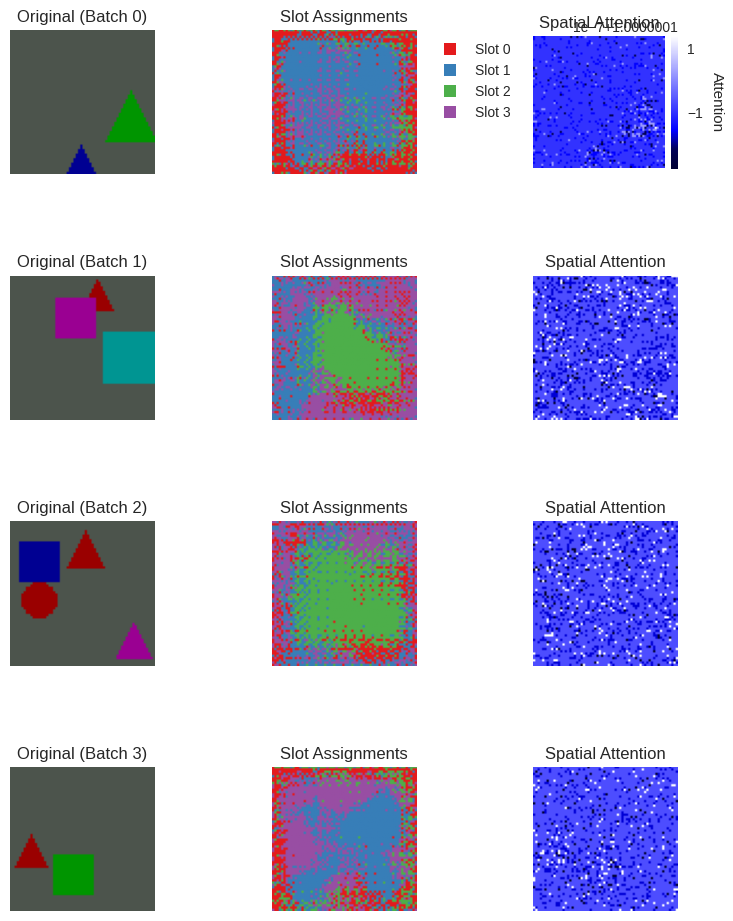 Original (Batch 0)
Slot Assignments
Slot 0
Slot 1
Slot 2
Slot 3
Spatial Attention
1e−7+1.0000001
1
−1
Attention
Original (Batch 1)
Slot Assignments
Spatial Attention
Original (Batch 2)
Slot Assignments
Spatial Attention
Original (Batch 3)
Slot Assignments
Spatial Attention